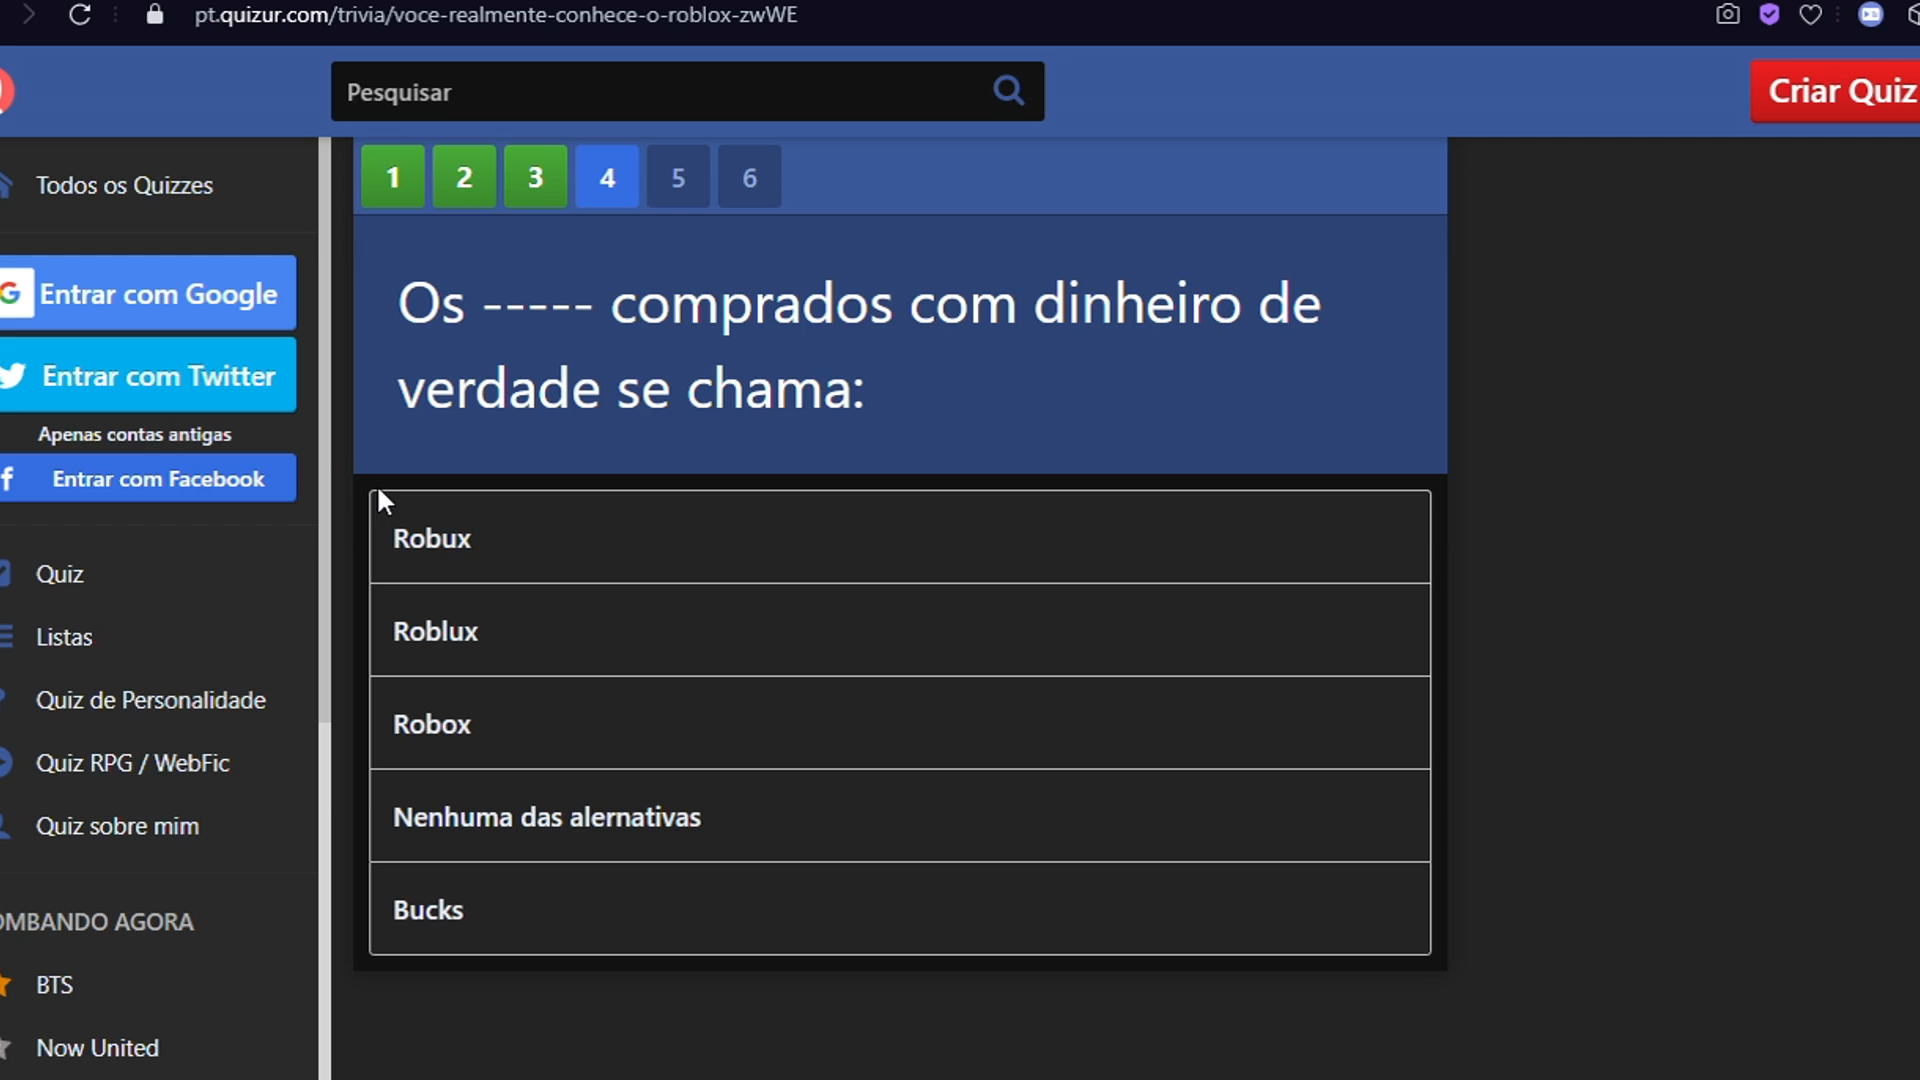 pt.quizur.com/trivia/voce-realmente-conhece-o-roblox-zwWE
Pesquisar
Criar Quiz
Todos os Quizzes
G Entrar com Google
Entrar com Twitter
Apenas contas antigas
f Entrar com Facebook
Quiz
Listas
Quiz de Personalidade
Quiz RPG / WebFic
Quiz sobre mim
OMBANDO AGORA
BTS
Now United
1 2 3 4 5 6
Os ----- comprados com dinheiro de
verdade se chama:
Robux
Roblux
Robox
Nenhuma das alernativas
Bucks